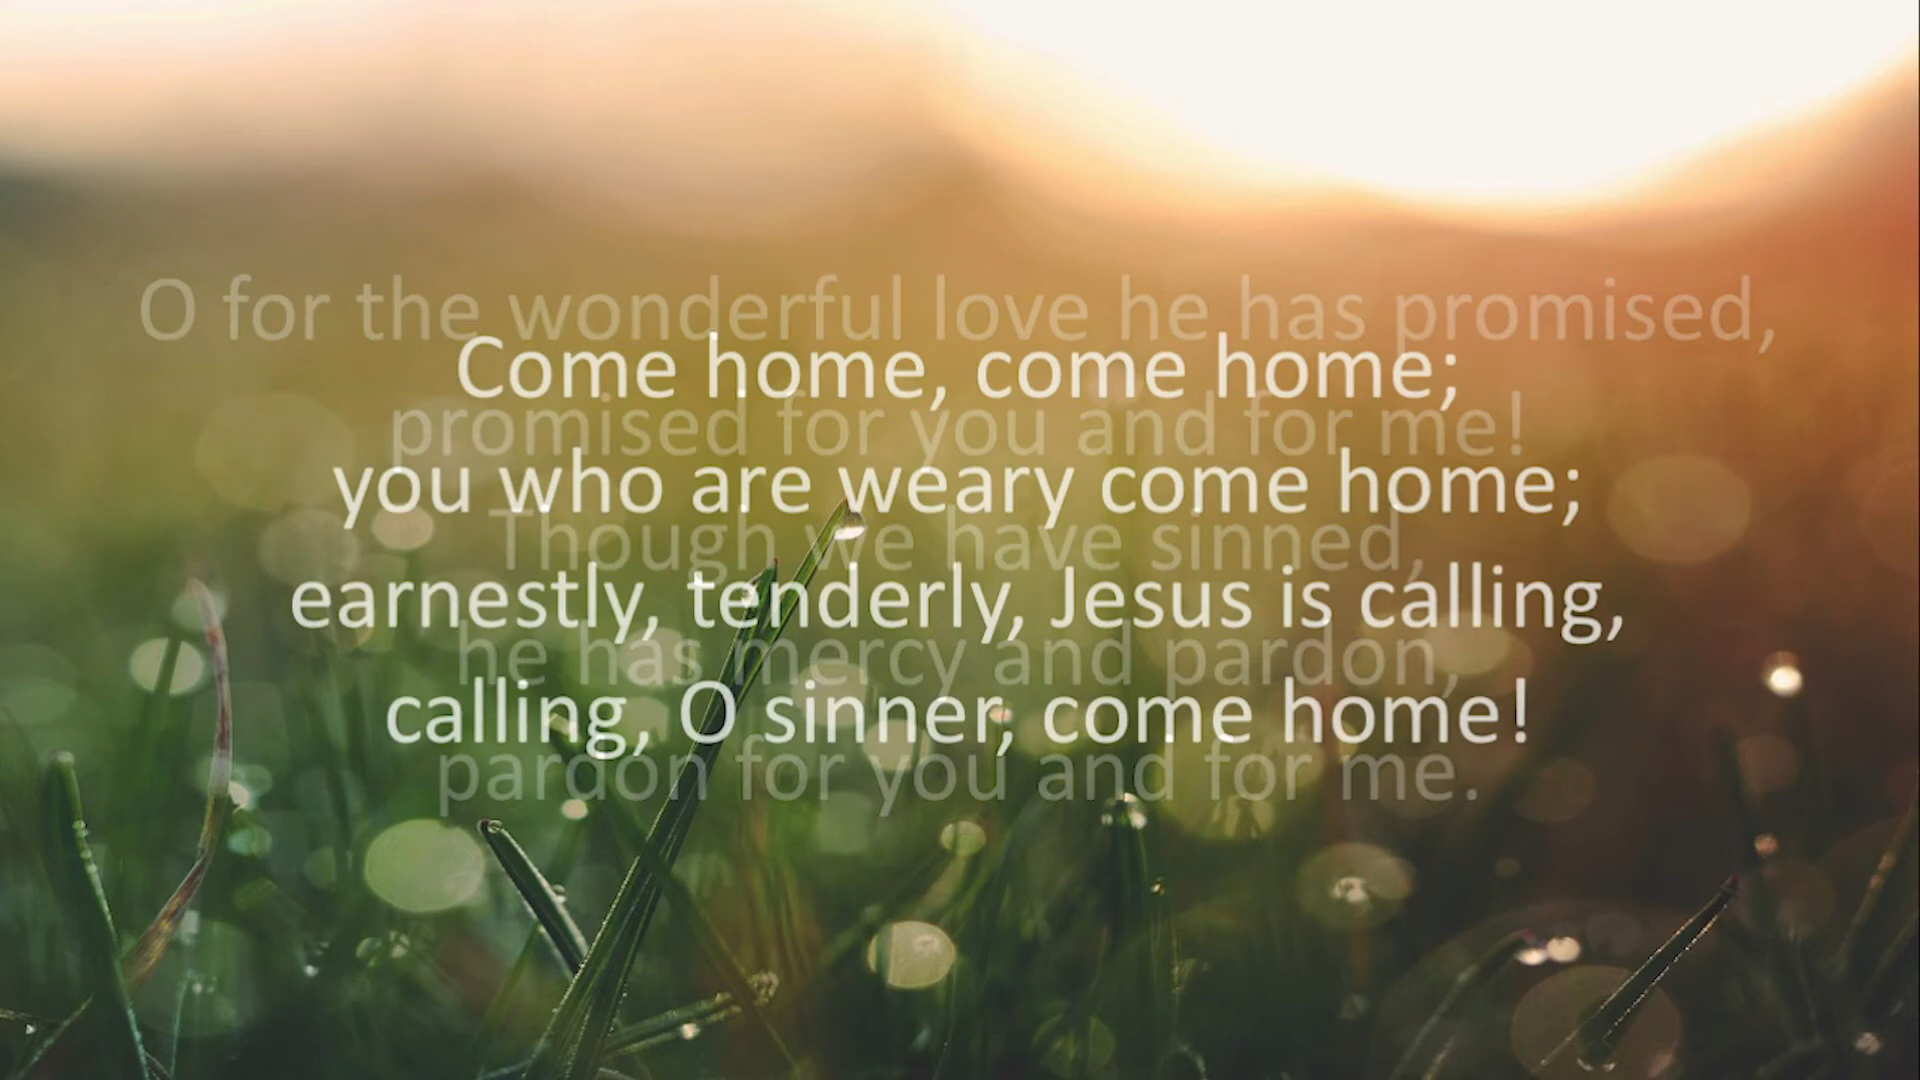 O for the wonderful love he has promised,
Come home, come home;
promised for you and for me!
you who are weary come home;
Though we have sinned,
earnestly, tenderly, Jesus is calling,
he has mercy and pardon,
calling, O sinner, come home!
pardon for you and for me.